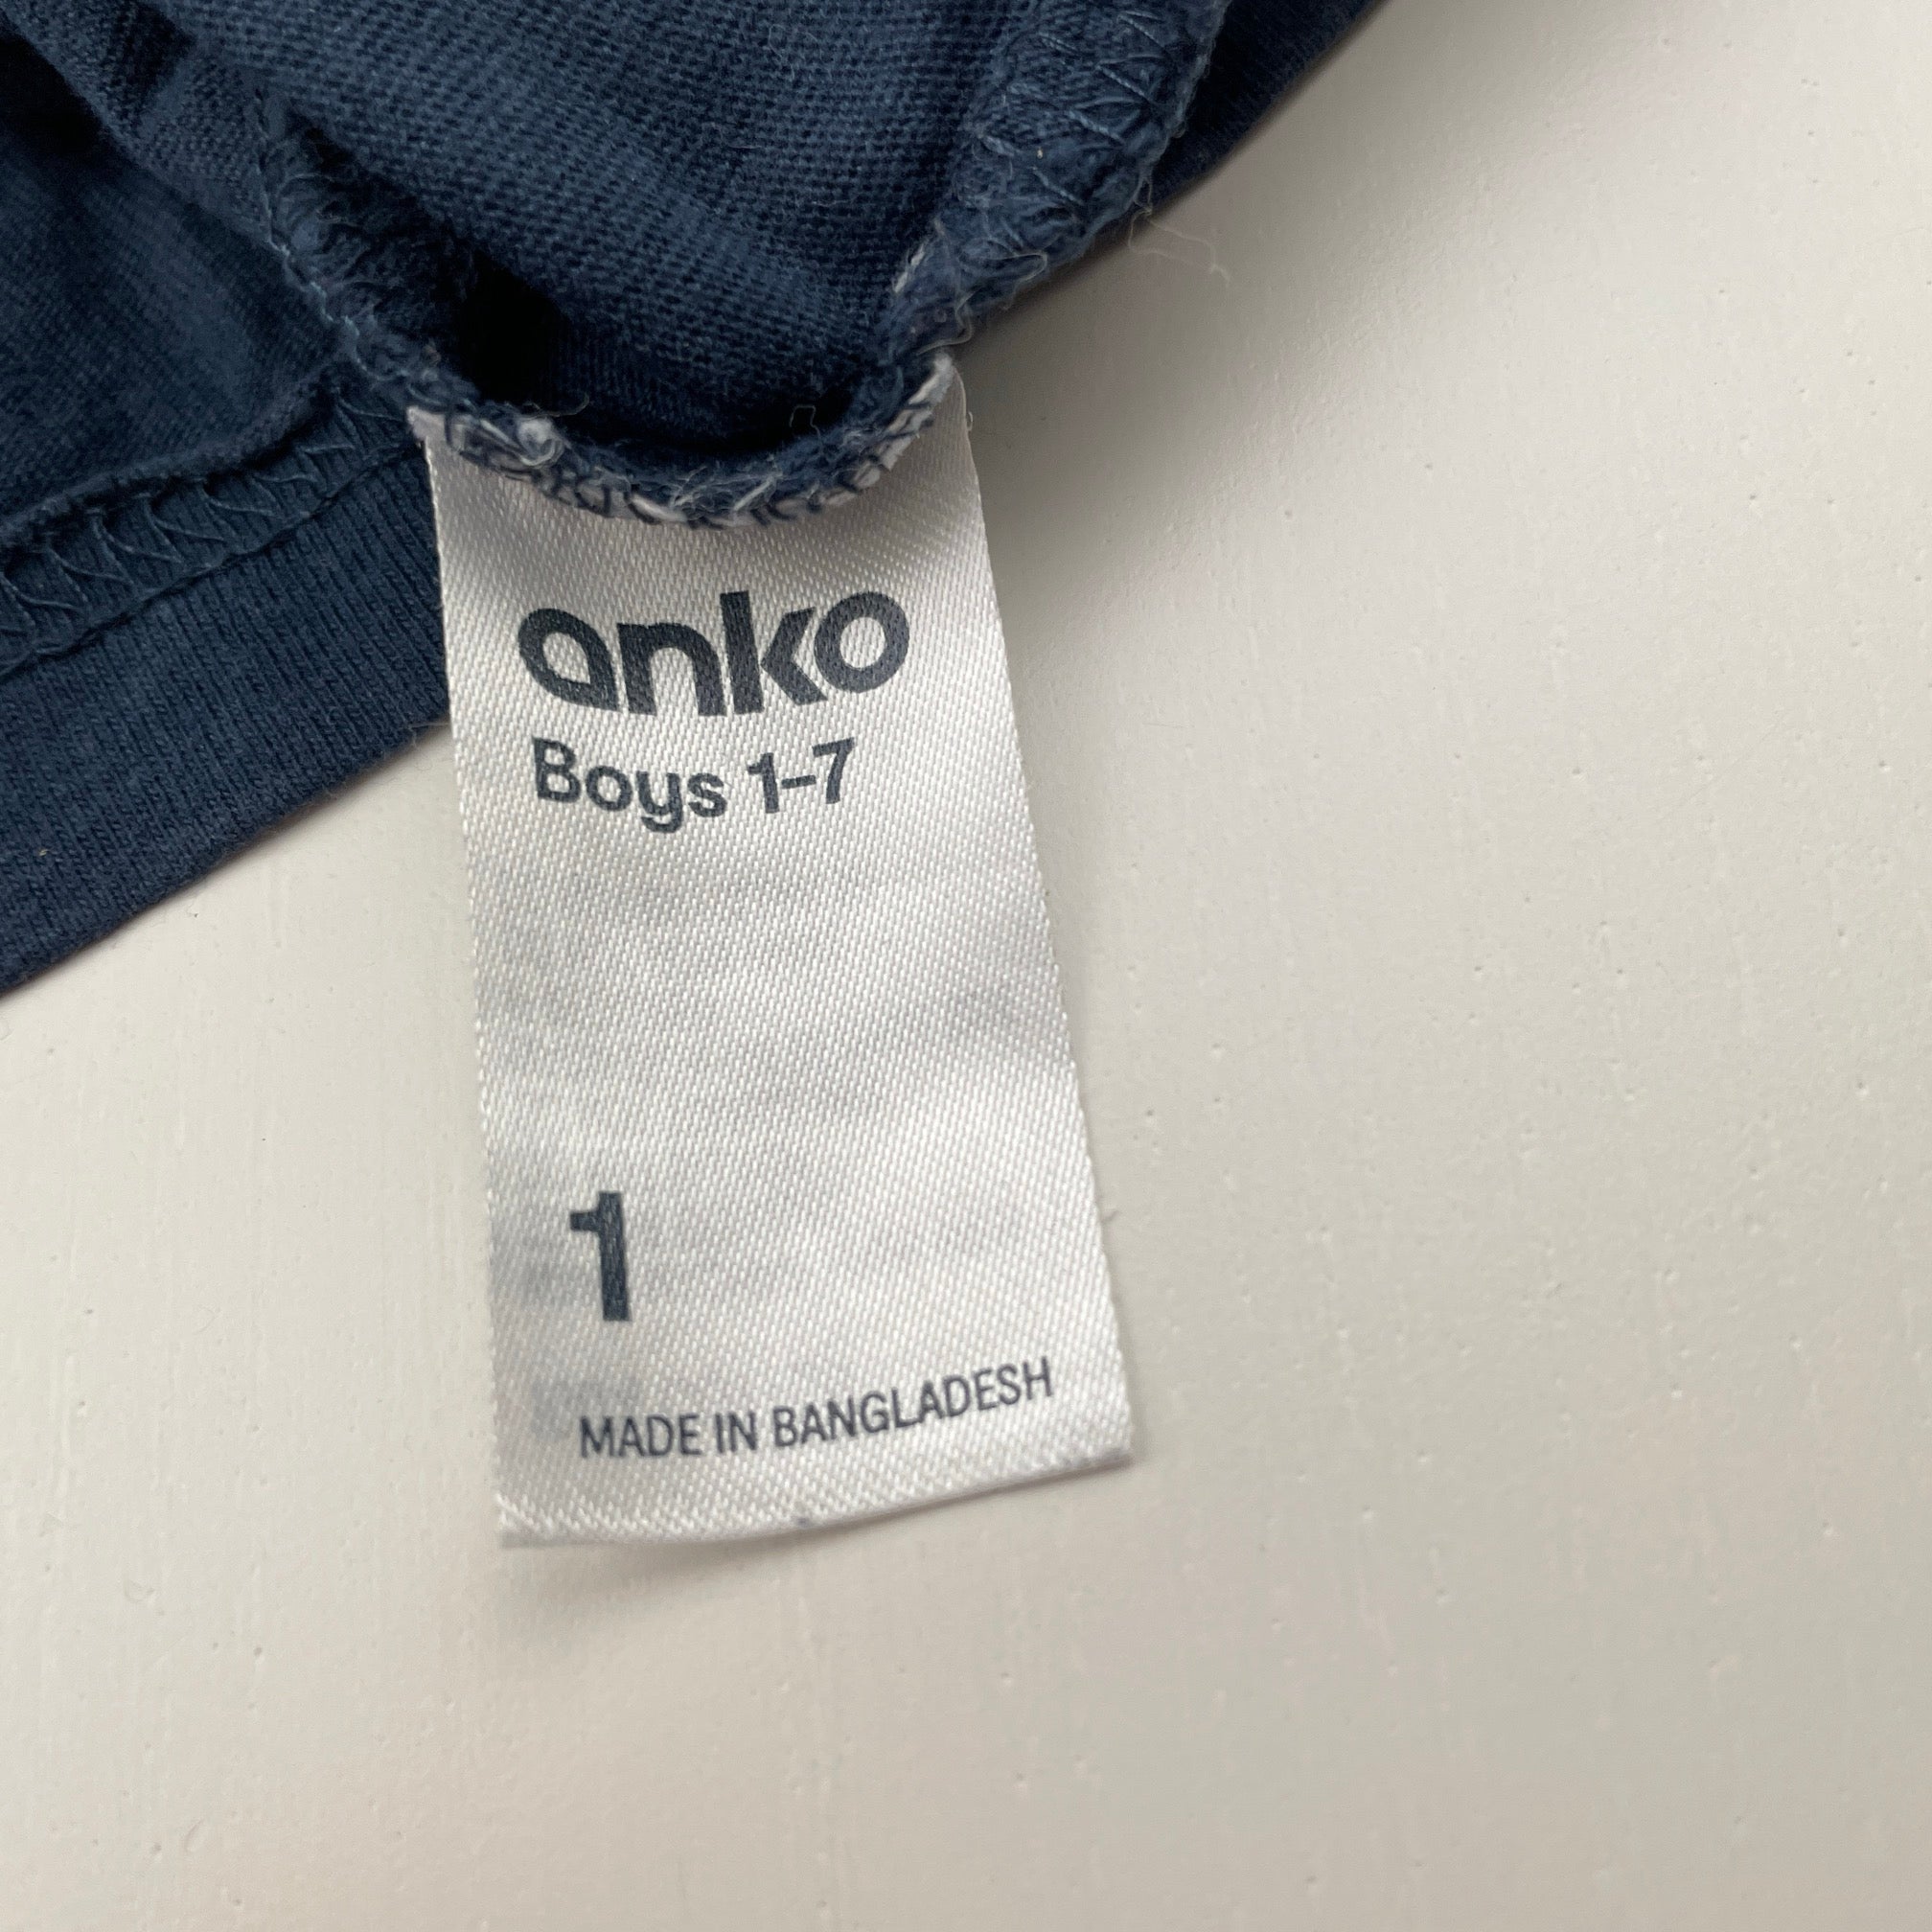 anko
Boys 1-7
1
MADE IN BANGLADESH